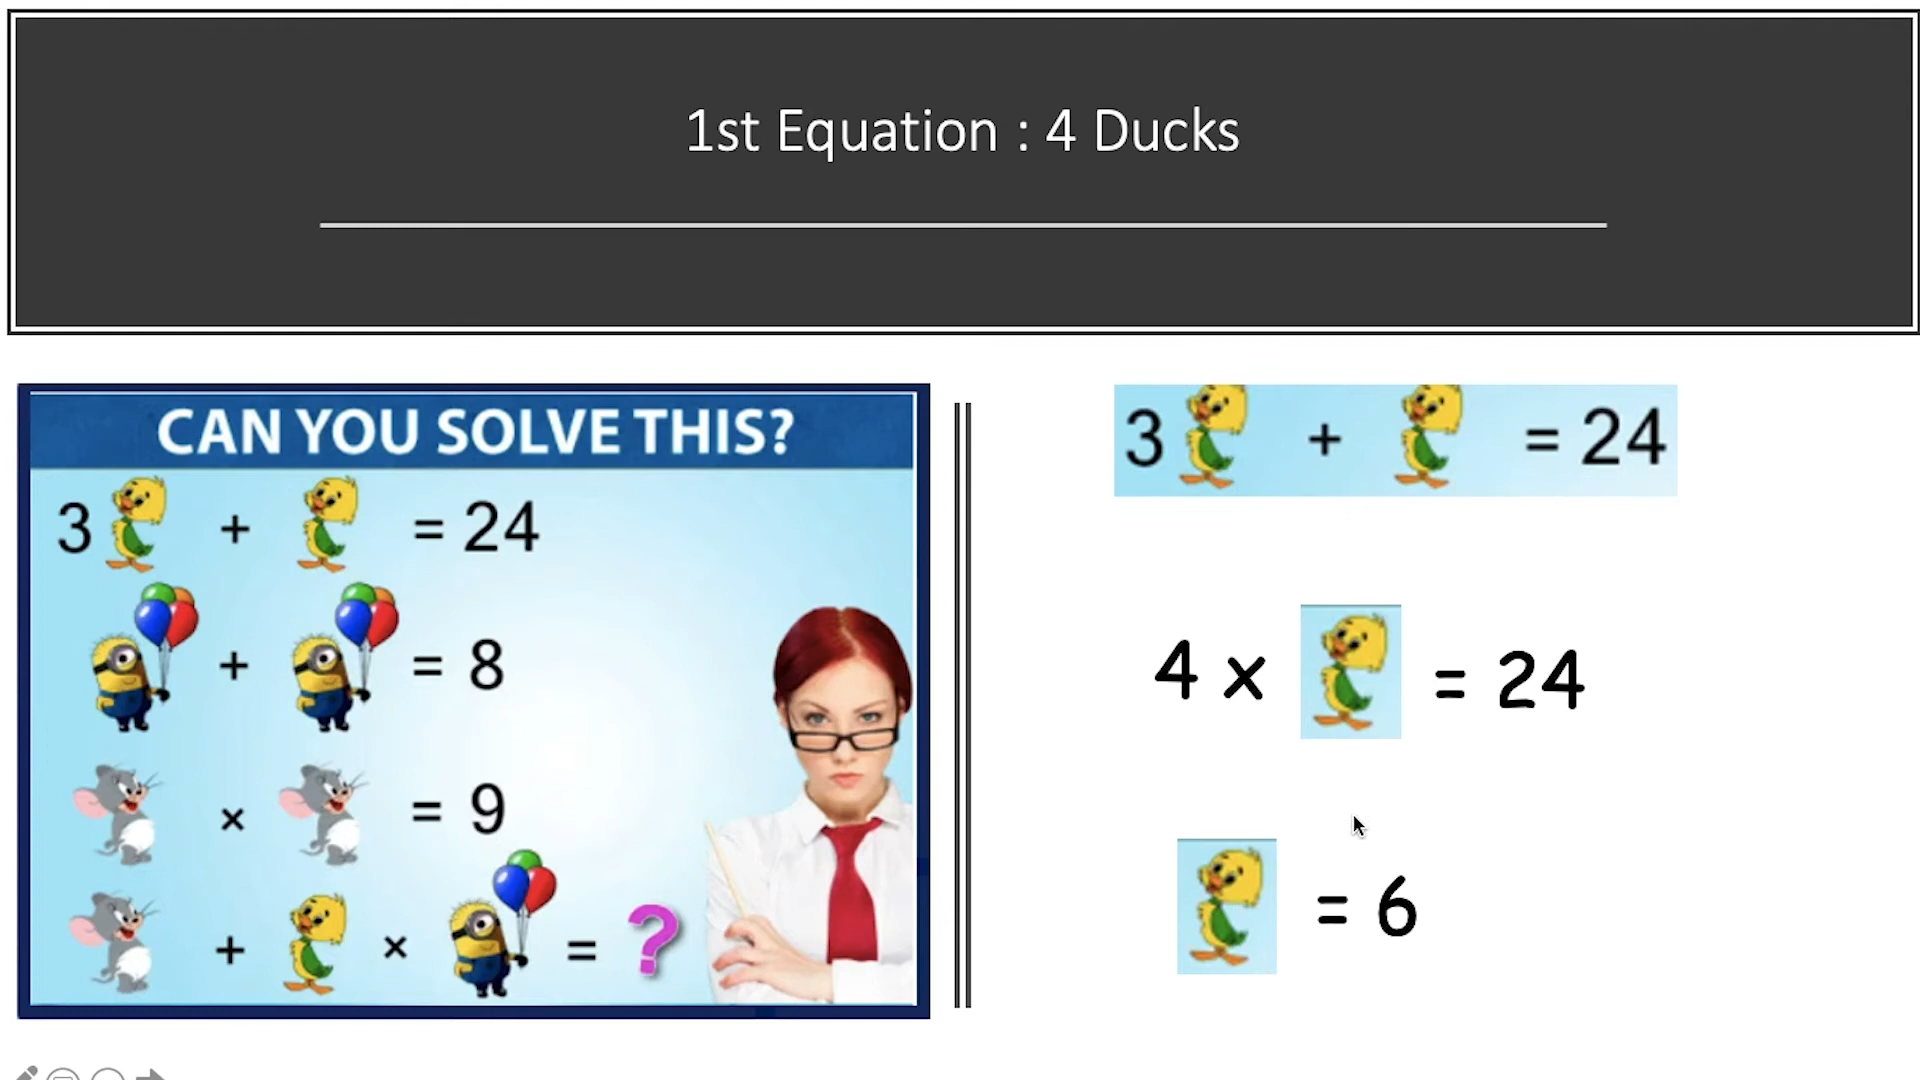 1st Equation : 4 Ducks
CAN YOU SOLVE THIS?
3 + = 24
+ = 8
× = 9
+ × = ?
3 + = 24
4 x = 24
= 6